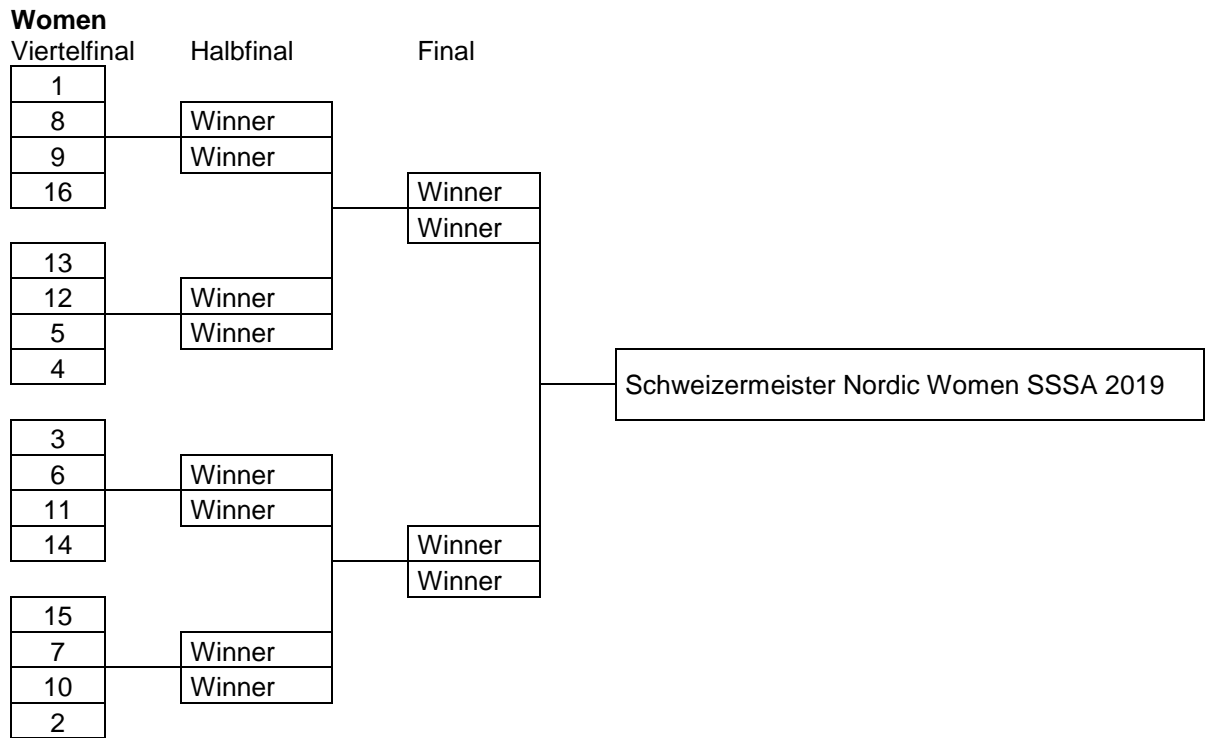 Women
Viertelfinal Halbfinal Final
1
8 Winner
9 Winner
16 Winner
Winner
13
12 Winner
5 Winner
4
Schweizermeister Nordic Women SSSA 2019
3
6 Winner
11 Winner
14 Winner
Winner
15
7 Winner
10 Winner
2